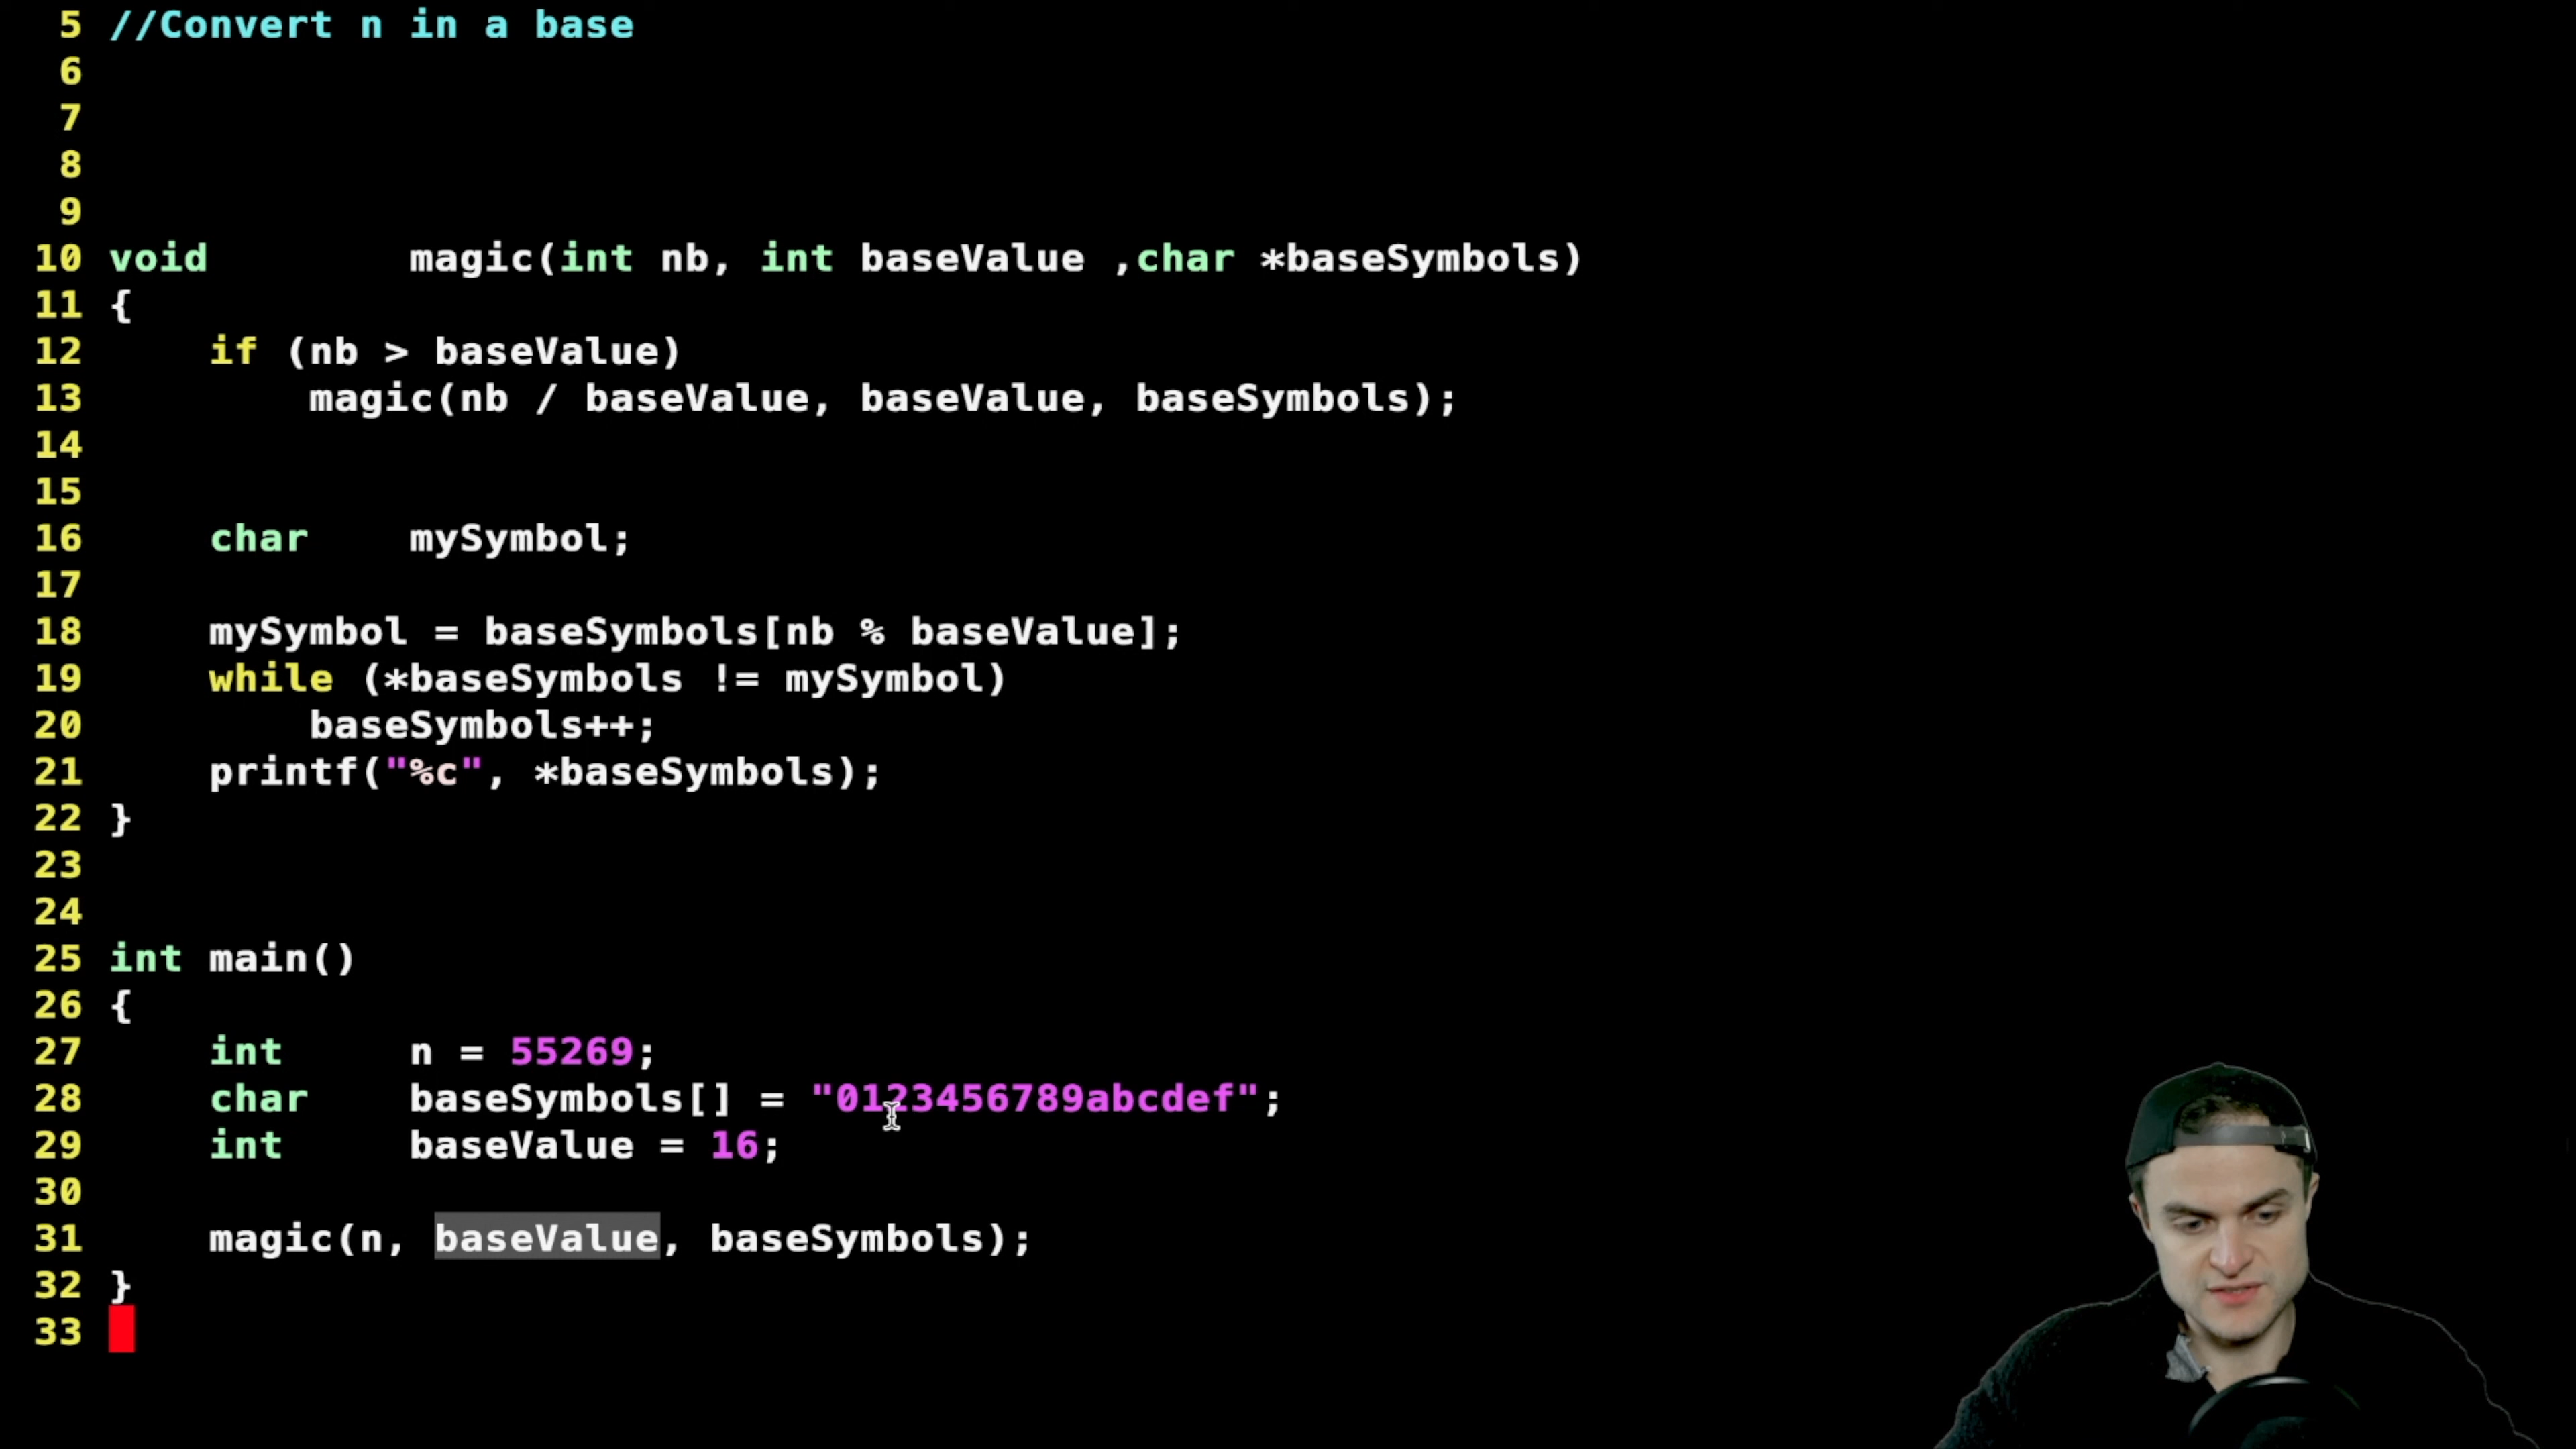 5 //Convert n in a base
6
7
8
9
10 void magic(int nb, int baseValue ,char *baseSymbols)
11 {
12 if (nb > baseValue)
13 magic(nb / baseValue, baseValue, baseSymbols);
14
15
16 char mySymbol;
17
18 mySymbol = baseSymbols[nb % baseValue];
19 while (*baseSymbols != mySymbol)
20 baseSymbols++;
21 printf("%c", *baseSymbols);
22 }
23
24
25 int main()
26 {
27 int n = 55269;
28 char baseSymbols[] = "0123456789abcdef";
29 int baseValue = 16;
30
31 magic(n, baseValue, baseSymbols);
32 }
33